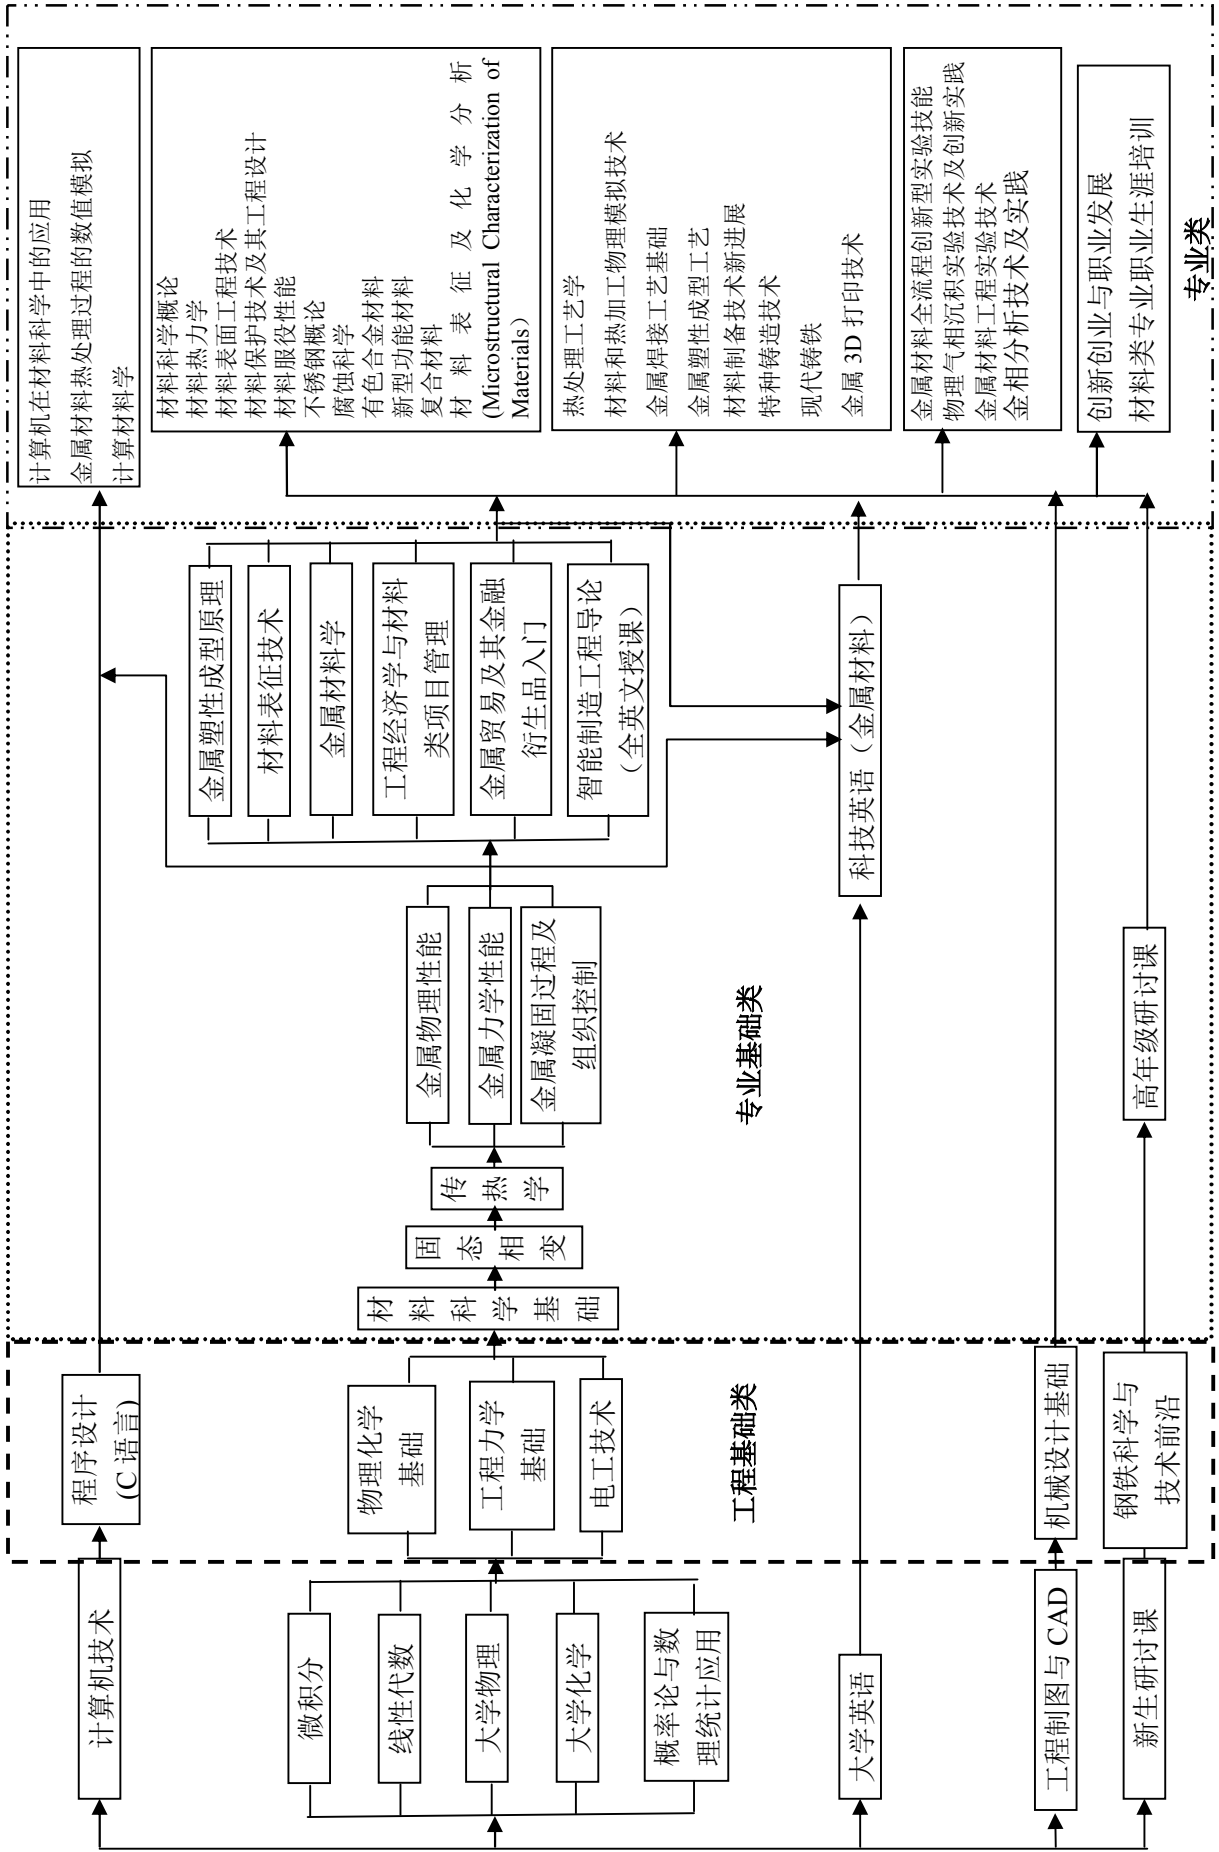 计算机技术
微积分
线性代数
大学物理
大学化学
概率论与数
理统计应用
大学英语
工程制图与 CAD
新生研讨课
程序设计
(C 语言)
物理化学
基础
工程力学
基础
电工技术
工程基础类
机械设计基础
钢铁科学与
技术前沿
材料科学基础
固态相变
传热学
金属物理性能
金属力学性能
金属凝固过程及
组织控制
专业基础类
高年级研讨课
金属塑性成型原理
材料表征技术
金属材料学
工程经济学与材料
类项目管理
金属贸易及其金融
衍生品入门
智能制造工程导论
（全英文授课）
科技英语（金属材料）
计算机在材料科学中的应用
金属材料热处理过程的数值模拟
计算材料学
材料科学概论
材料热力学
材料表面工程技术
材料保护技术及其工程设计
材料服役性能
不锈钢概论
腐蚀科学
有色合金材料
新型功能材料
复合材料
材料表征及化学分析
(Microstructural Characterization of
Materials）
热处理工艺学
材料和热加工物理模拟技术
金属焊接工艺基础
金属塑性成型工艺
材料制备技术新进展
特种铸造技术
现代铸铁
金属 3D 打印技术
金属材料全流程创新型实验技能
物理气相沉积实验技术及创新实践
金属材料工程实验技术
金相分析技术及实践
创新创业与职业发展
材料类专业职业生涯培训
专业类